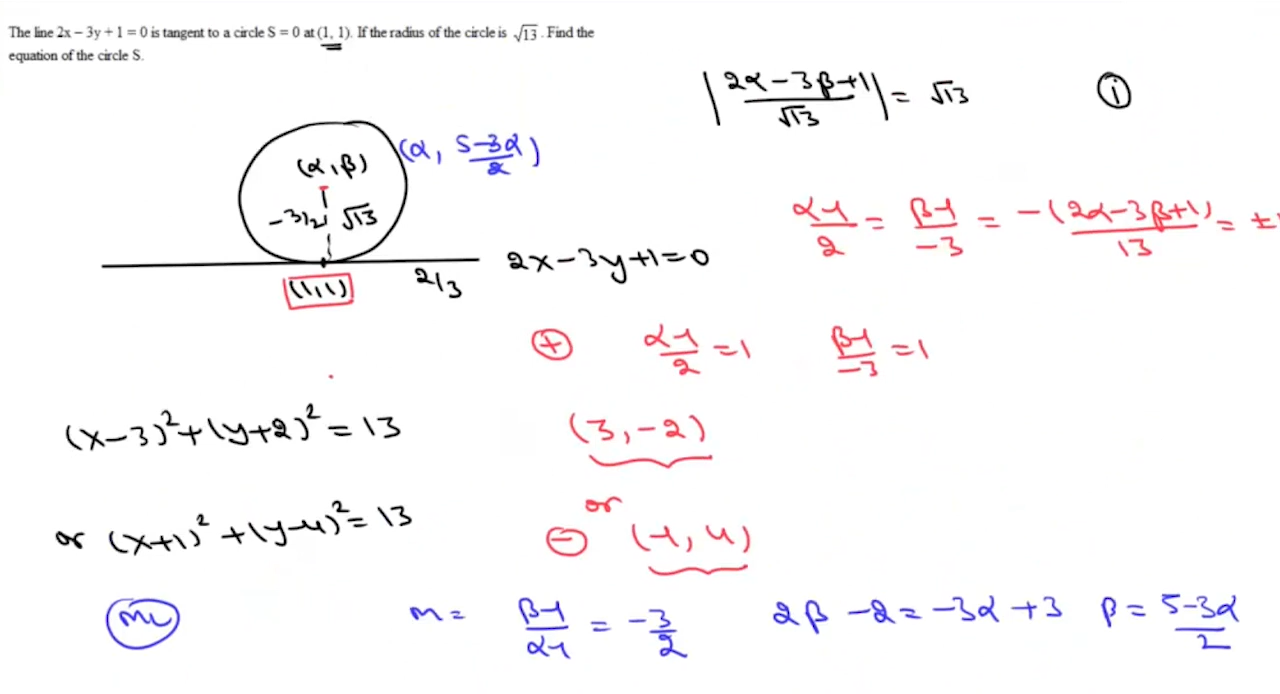 The line 2x – 3y + 1 = 0 is tangent to a circle S = 0 at (1, 1). If the radius of the circle is √13 . Find the
equation of the circle S.
|(2α-3β+1)/√13| = √13 (i)
(α, β) (α, (5-3α)/2)
-3/2 √13
(α-1)/2 = (β-1)/-3 = -(2α-3β+1)/13 = ±
(1,1) 2/3 2x-3y+1=0
(+) (α-1)/2 = 1 (β-1)/-3 = 1
(x-3)²+(y+2)² = 13 (3,-2)
or
or (x+1)²+(y-4)² = 13 (-) (-1, 4)
m = (β-1)/(α-1) = -3/2 2β-2 = -3α+3 β = (5-3α)/2